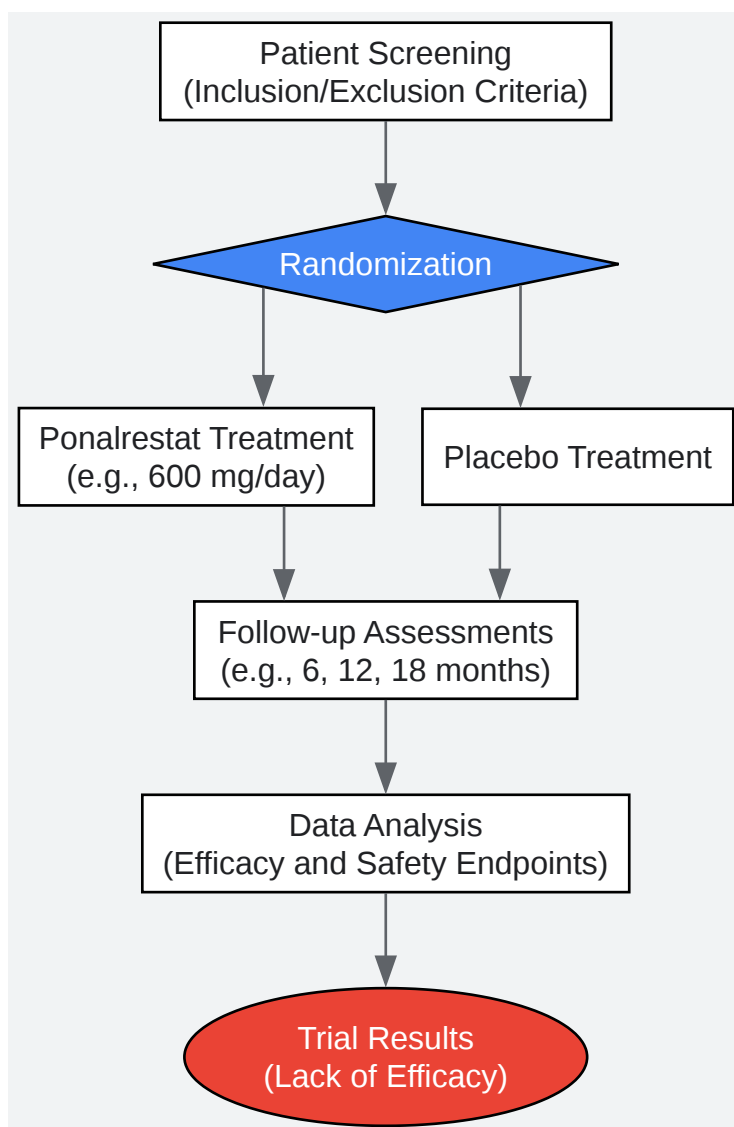 Patient Screening
(Inclusion/Exclusion Criteria)
Randomization
Ponalrestat Treatment
(e.g., 600 mg/day)
Placebo Treatment
Follow-up Assessments
(e.g., 6, 12, 18 months)
Data Analysis
(Efficacy and Safety Endpoints)
Trial Results
(Lack of Efficacy)